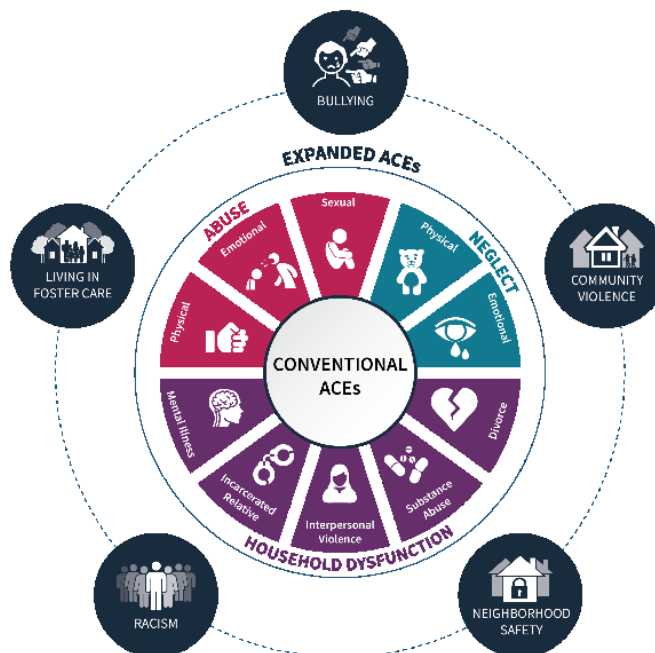 BULLYING
EXPANDED ACEs
LIVING IN
FOSTER CARE
COMMUNITY
VIOLENCE
ABUSE
Physical
Emotional
Sexual
NEGLECT
Physical
Emotional
CONVENTIONAL
ACEs
Mental Illness
Incarcerated
Relative
Interpersonal
Violence
Substance
Abuse
Divorce
HOUSEHOLD DYSFUNCTION
RACISM
NEIGHBORHOOD
SAFETY